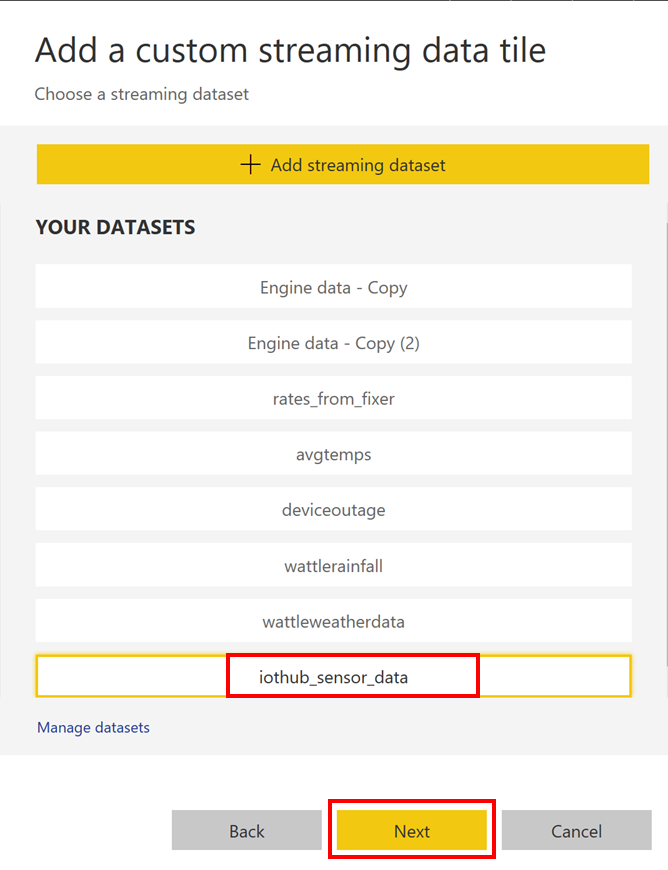 Add a custom streaming data tile
Choose a streaming dataset
Add streaming dataset
YOUR DATASETS
Engine data - Copy
Engine data - Copy (2)
rates_from_fixer
avgtemps
deviceoutage
wattlerainfall
wattleweatherdata
iothub_sensor_data
Manage datasets
Back Next Cancel